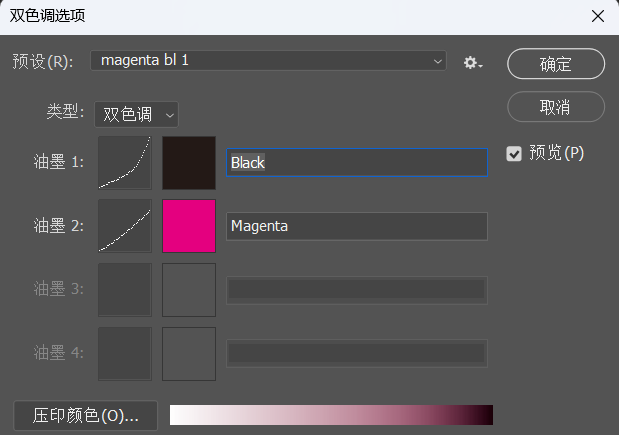 双色调选项
预设(R): magenta bl 1
确定
类型: 双色调
取消
油墨 1: Black
预览(P)
油墨 2: Magenta
油墨 3:
油墨 4:
压印颜色(O)...